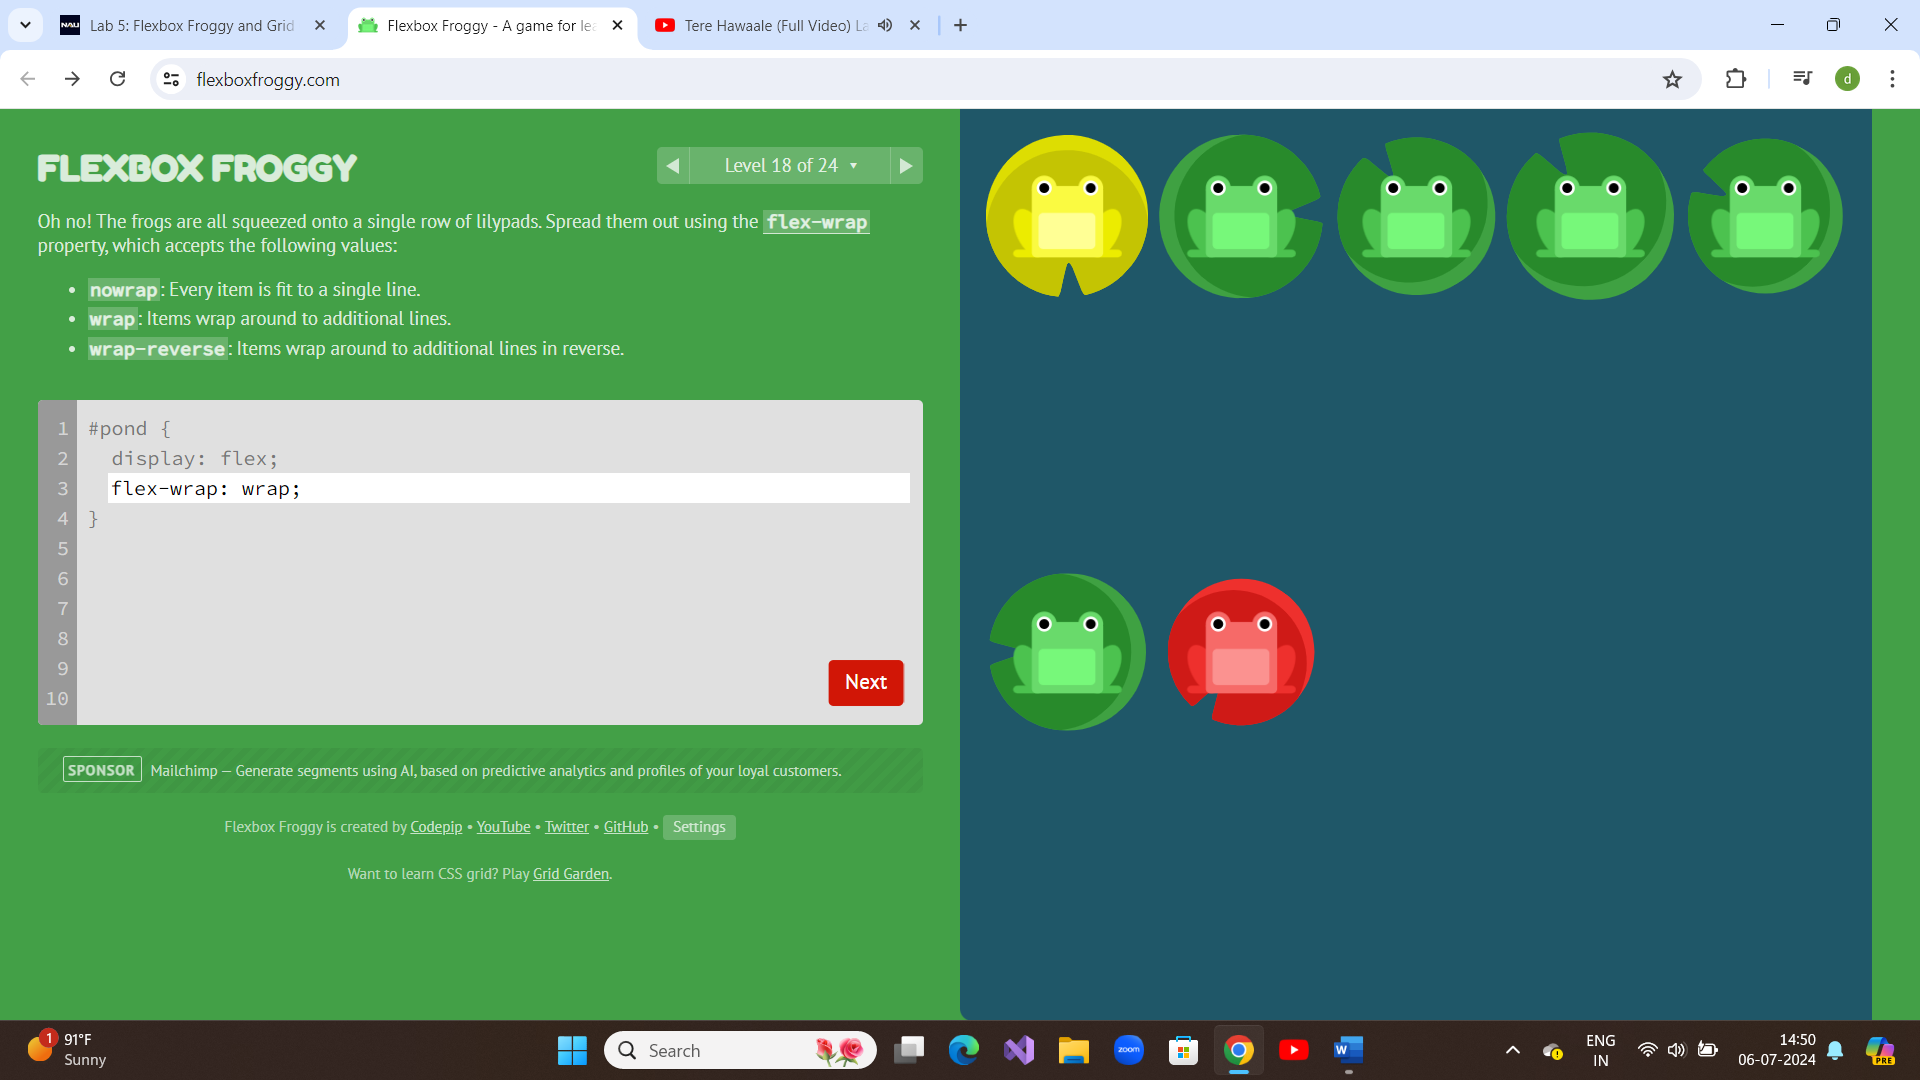 Lab 5: Flexbox Froggy and Grid
Flexbox Froggy - A game for lea
Tere Hawaale (Full Video) La
flexboxfroggy.com
d
FLEXBOX FROGGY
Level 18 of 24
Oh no! The frogs are all squeezed onto a single row of lilypads. Spread them out using the flex-wrap
property, which accepts the following values:
• nowrap: Every item is fit to a single line.
• wrap: Items wrap around to additional lines.
• wrap-reverse: Items wrap around to additional lines in reverse.
1 #pond {
2 display: flex;
3 flex-wrap: wrap;
4 }
5
6
7
8
9
10
Next
SPONSOR Mailchimp — Generate segments using AI, based on predictive analytics and profiles of your loyal customers.
Flexbox Froggy is created by Codepip • YouTube • Twitter • GitHub • Settings
Want to learn CSS grid? Play Grid Garden.
1
91°F
Sunny
Search
zoom
W
ENG
IN
14:50
06-07-2024
PRE